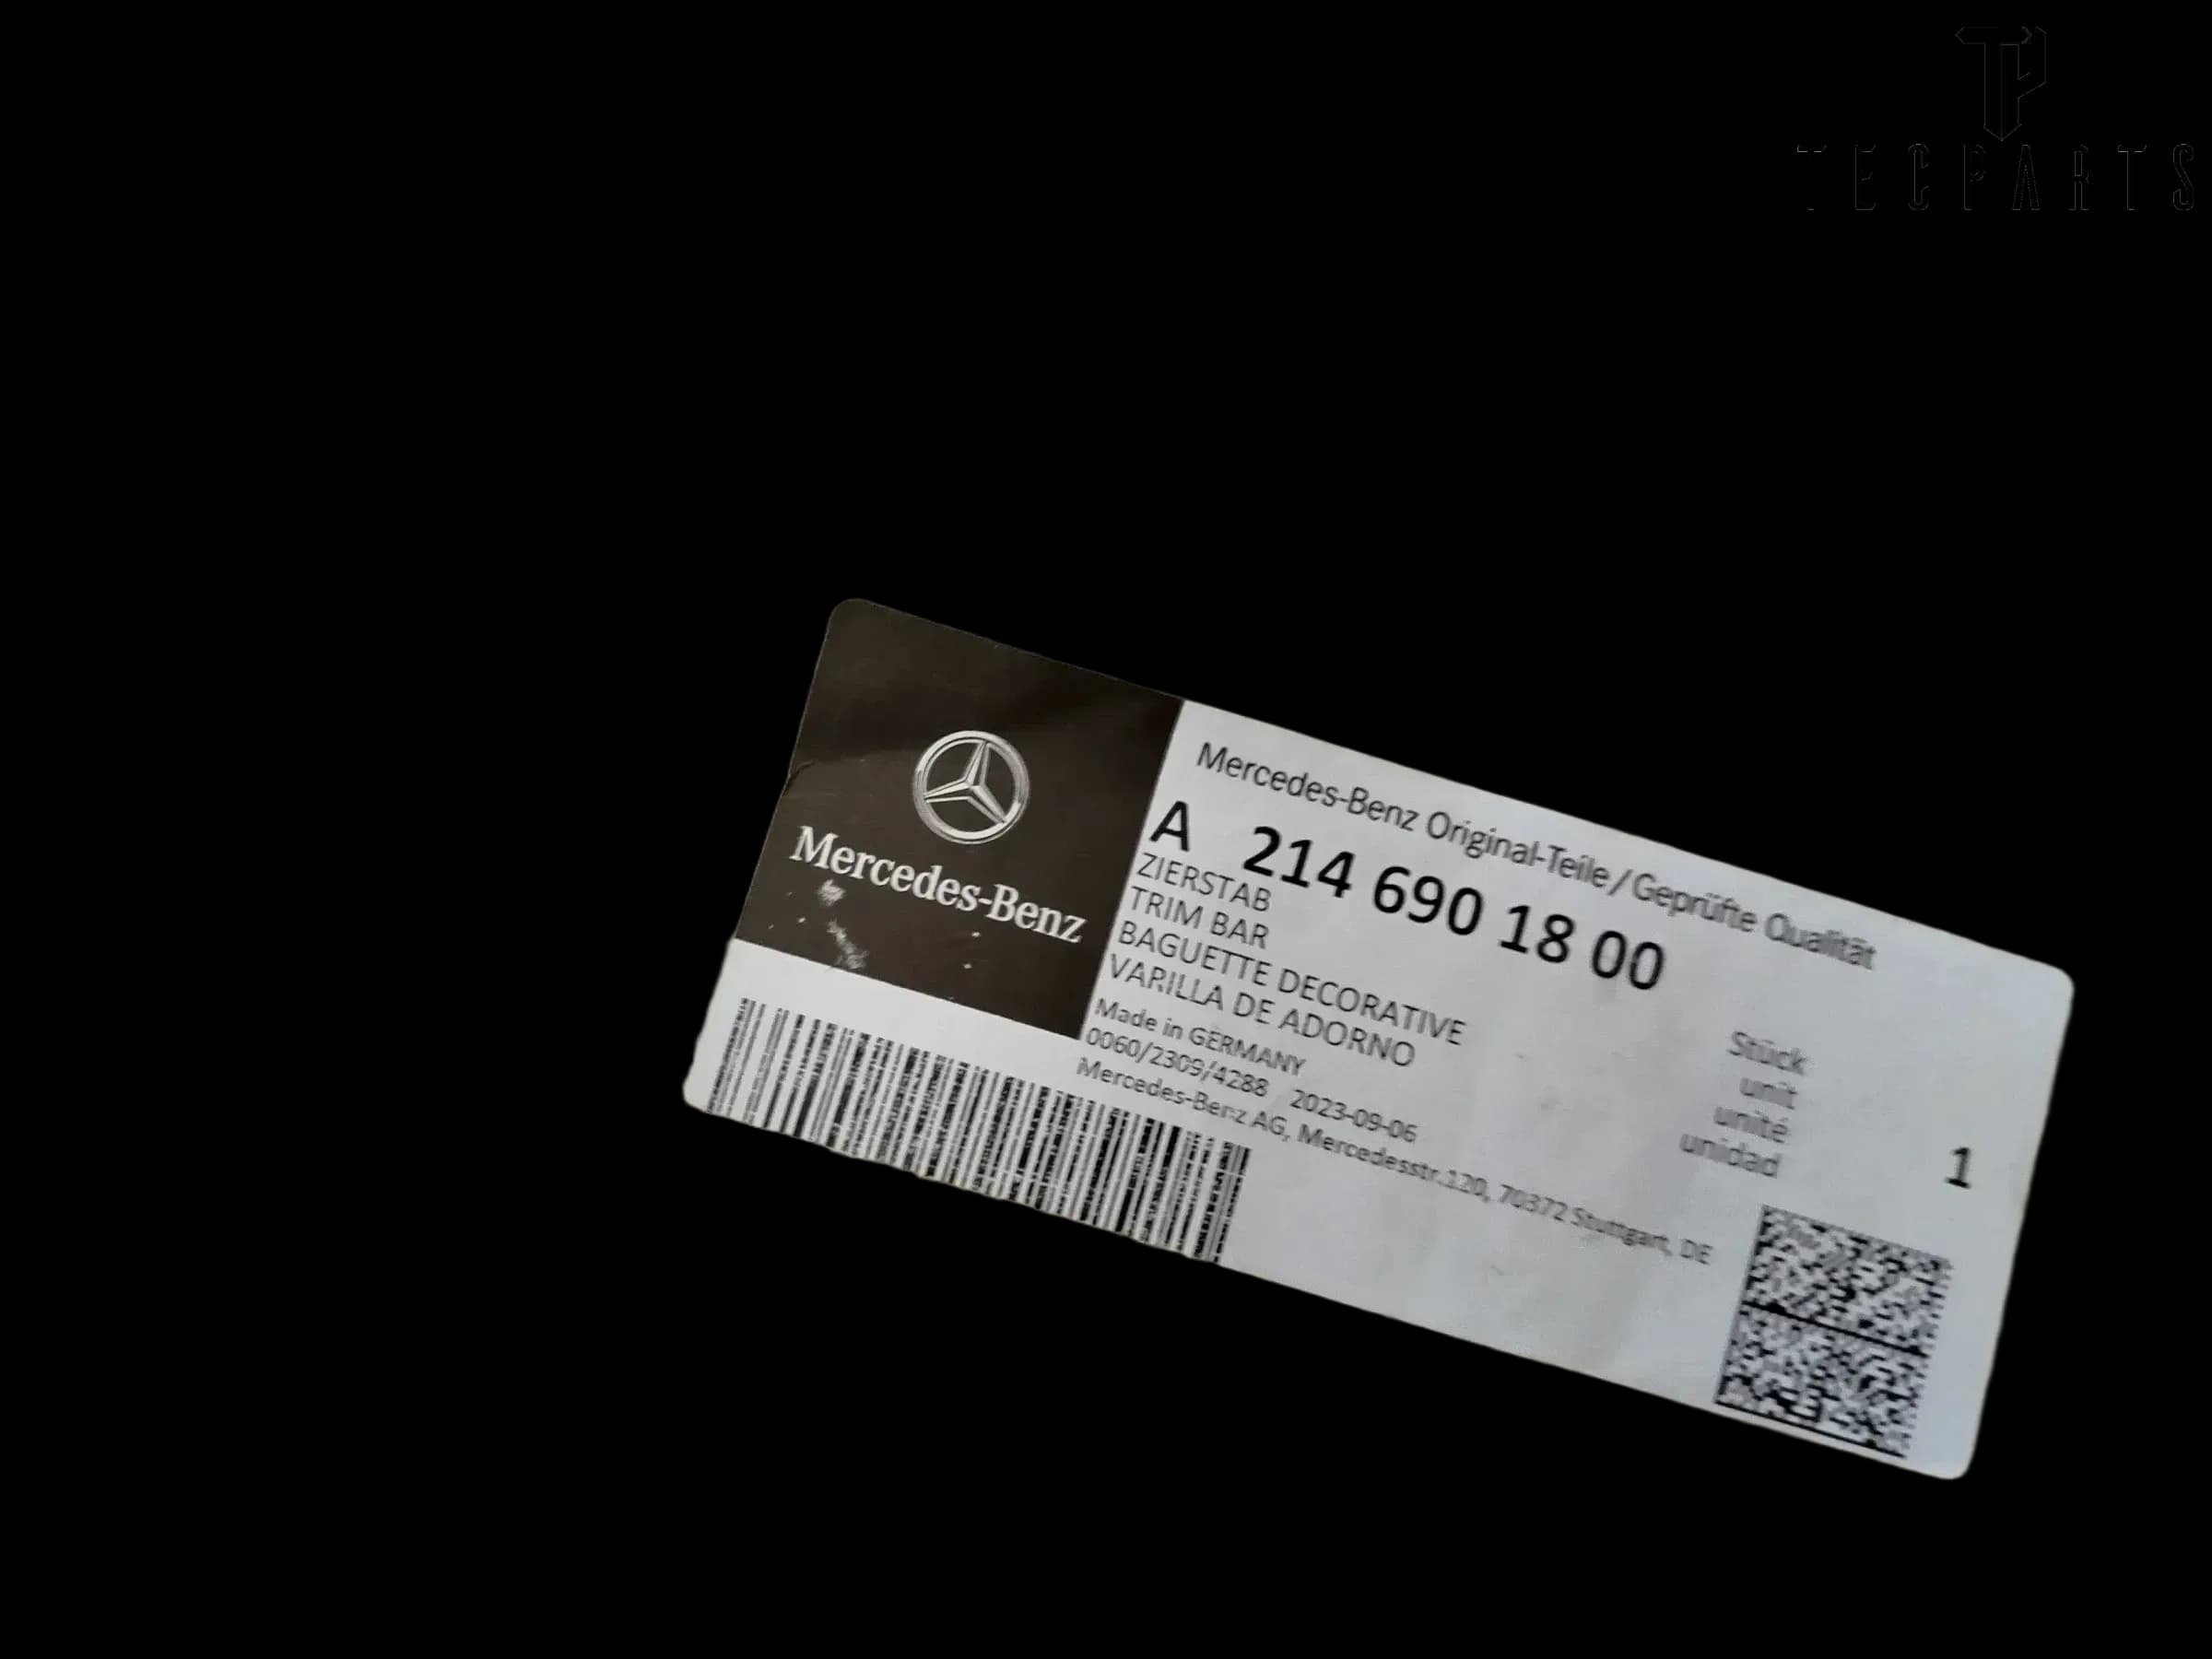 TECPARTS
Mercedes-Benz
Mercedes-Benz Original-Teile/Geprüfte Qualität
A 214 690 18 00
ZIERSTAB
TRIM BAR
BAGUETTE DECORATIVE
VARILLA DE ADORNO
Made in GERMANY
0060/2309/4288 2023-09-06
Mercedes-Benz AG, Mercedesstr.120, 70372 Stuttgart, DE
Stück
unit
unité
unidad
1